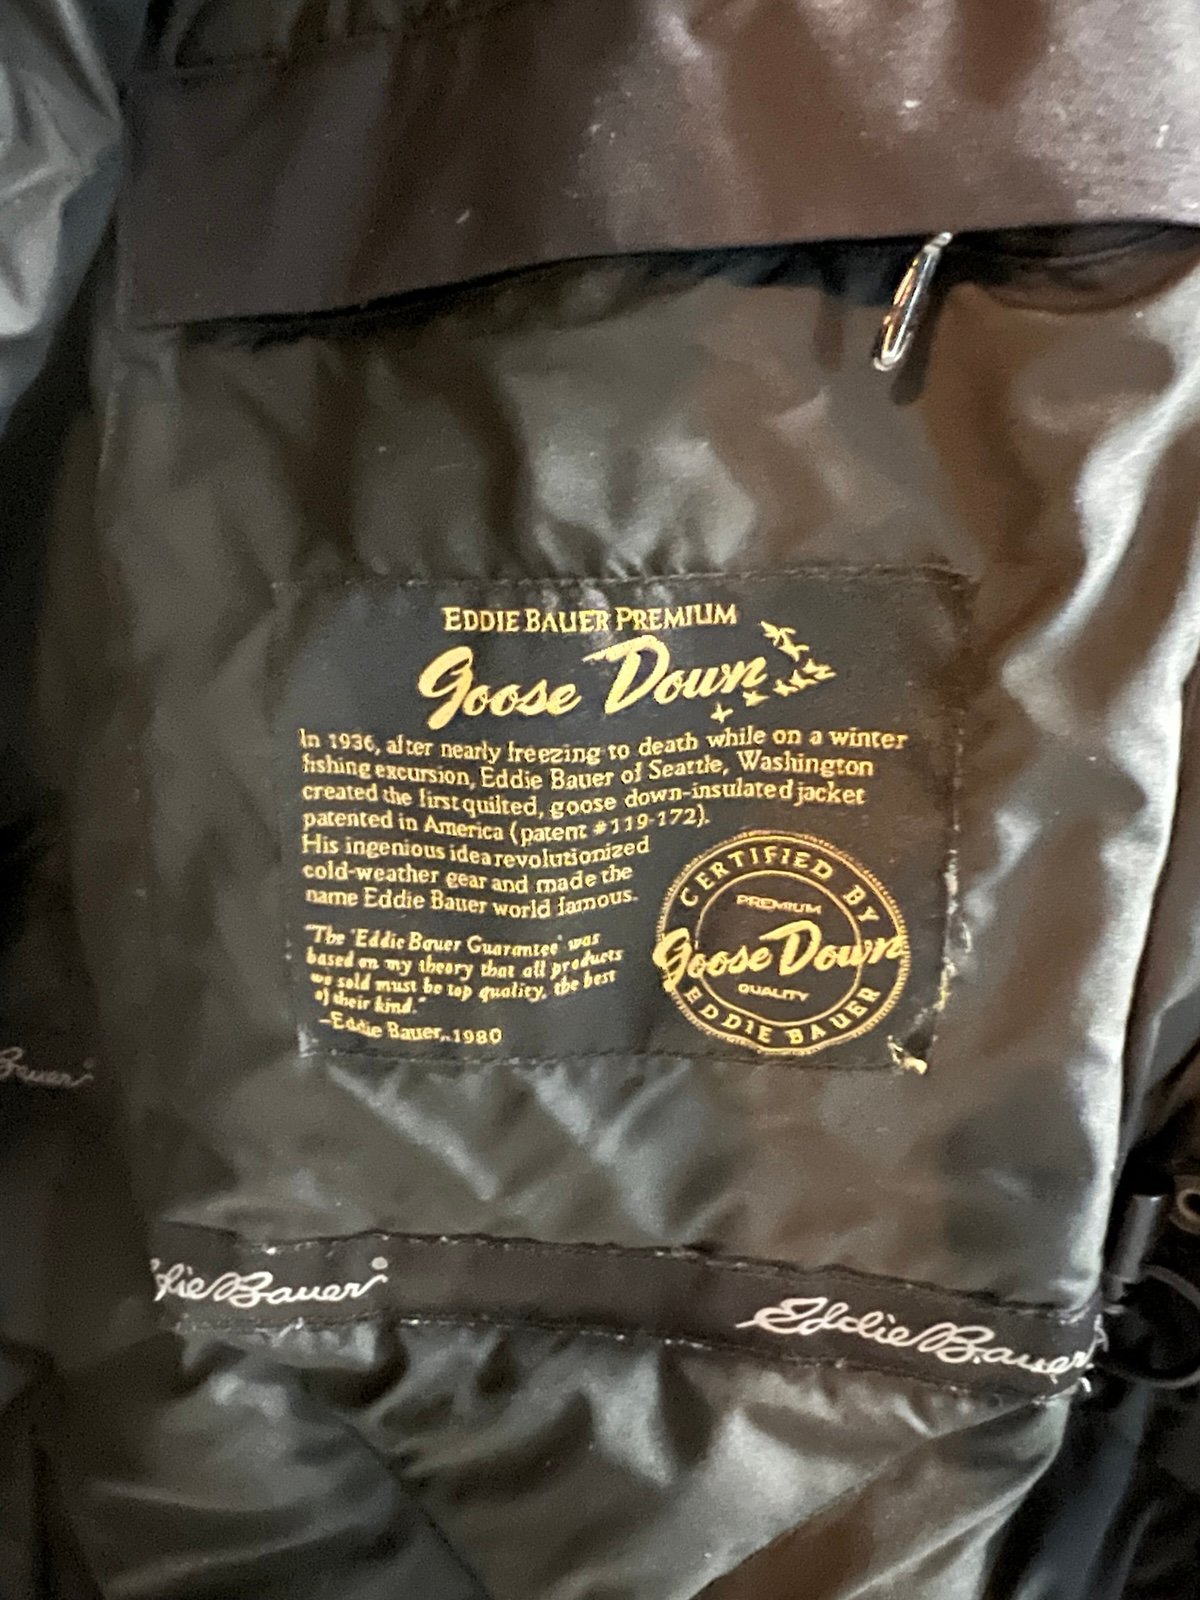 EDDIE BAUER PREMIUM
Goose Down
In 1936, after nearly freezing to death while on a winter
fishing excursion, Eddie Bauer of Seattle, Washington
created the first quilted, goose down-insulated jacket
patented in America (patent #119-172).
His ingenious idea revolutionized
cold-weather gear and made the
name Eddie Bauer world famous.
"The 'Eddie Bauer Guarantee' was
based on my theory that all products
we sold must be top quality, the best
of their kind."
–Eddie Bauer, 1980
CERTIFIED BY
PREMIUM
Goose Down
QUALITY
EDDIE BAUER
Bauer
die Bauer®
Eddie Bauer